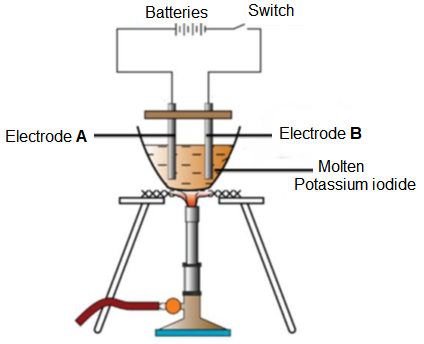 Batteries
Switch
Electrode A
Electrode B
Molten
Potassium iodide